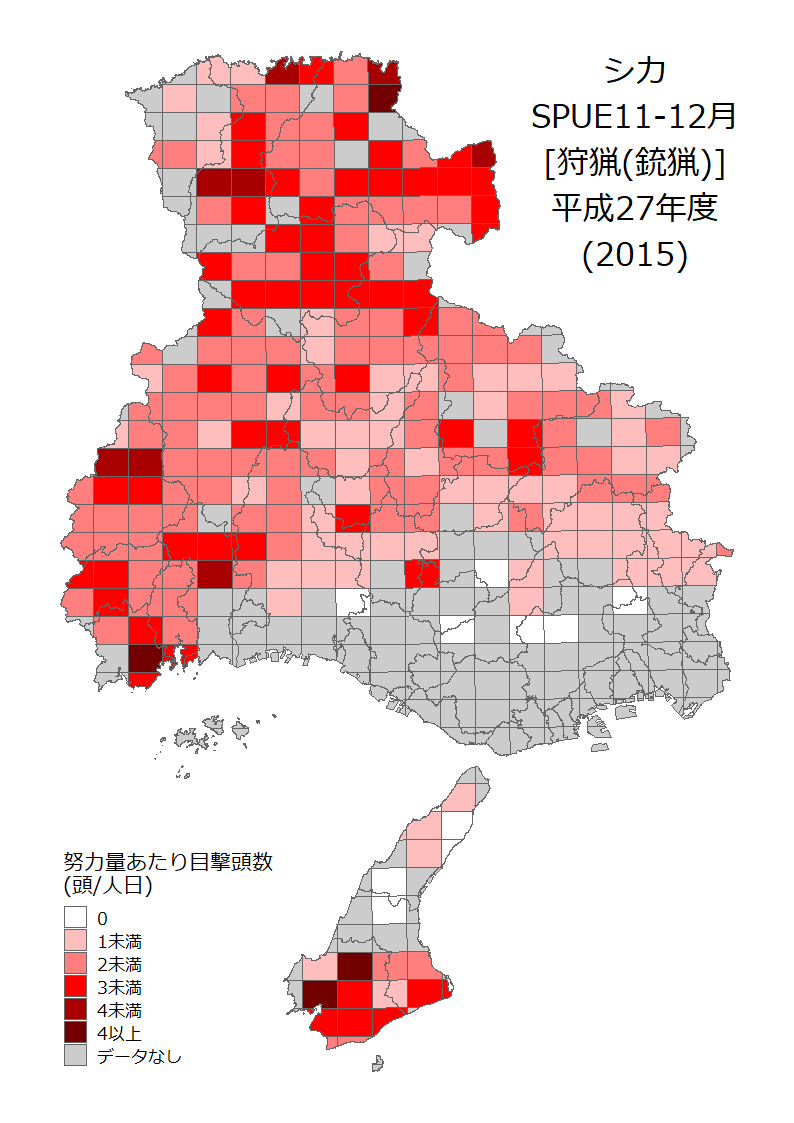 シカ
SPUE11-12月
[狩猟(銃猟)]
平成27年度
(2015)
努力量あたり目撃頭数
(頭/人日)
0
1未満
2未満
3未満
4未満
4以上
データなし